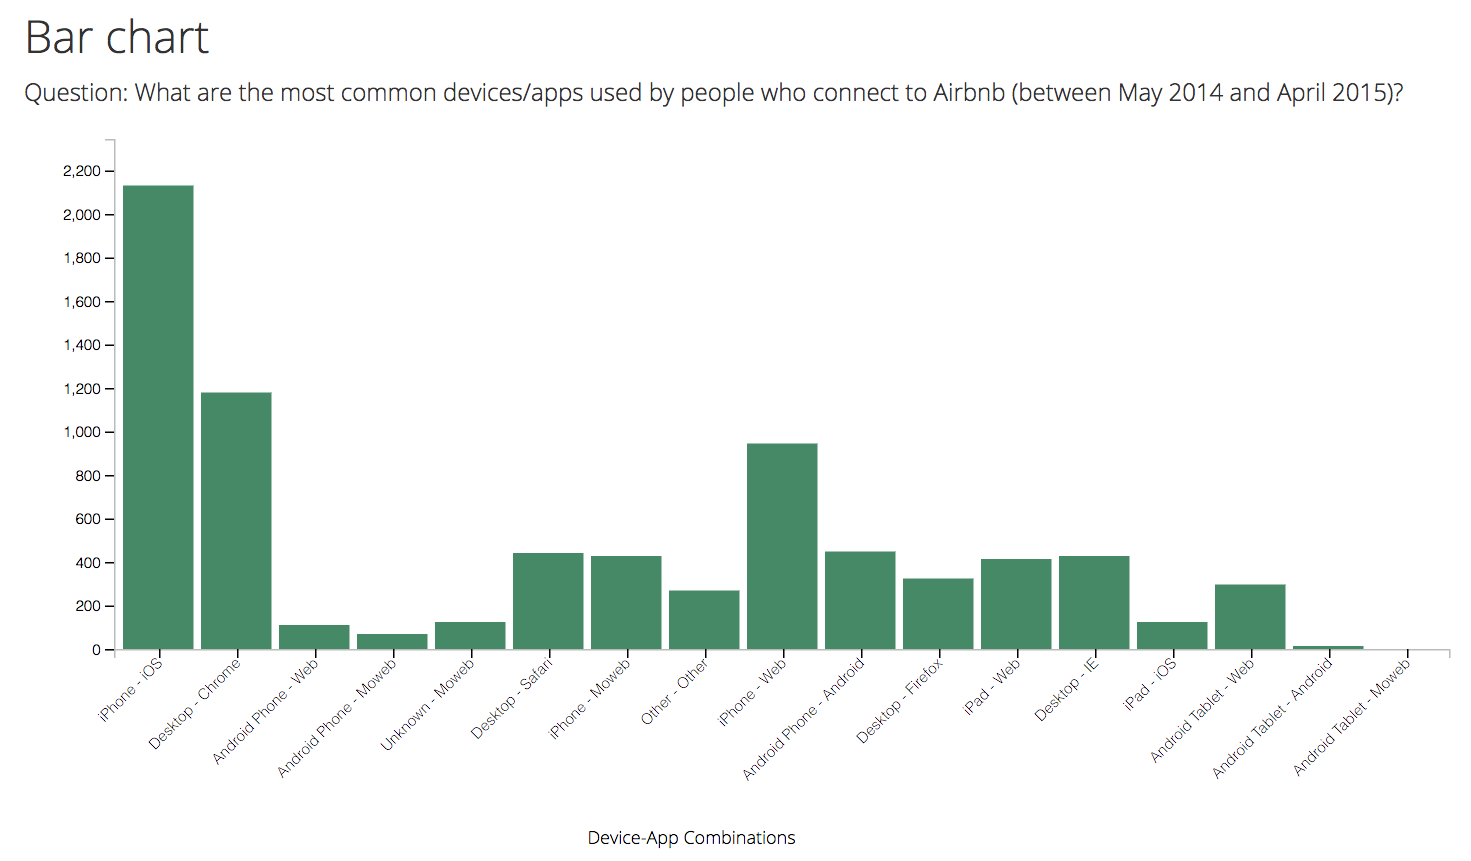 Bar chart
Question: What are the most common devices/apps used by people who connect to Airbnb (between May 2014 and April 2015)?
2,200
2,000
1,800
1,600
1,400
1,200
1,000
800
600
400
200
0
iPhone - iOS
Desktop - Chrome
Android Phone - Web
Android Phone - Moweb
Unknown - Moweb
Desktop - Safari
iPhone - Moweb
Other - Other
iPhone - Web
Android Phone - Android
Desktop - Firefox
iPad - Web
Desktop - IE
iPad - iOS
Android Tablet - Web
Android Tablet - Android
Android Tablet - Moweb
Device-App Combinations